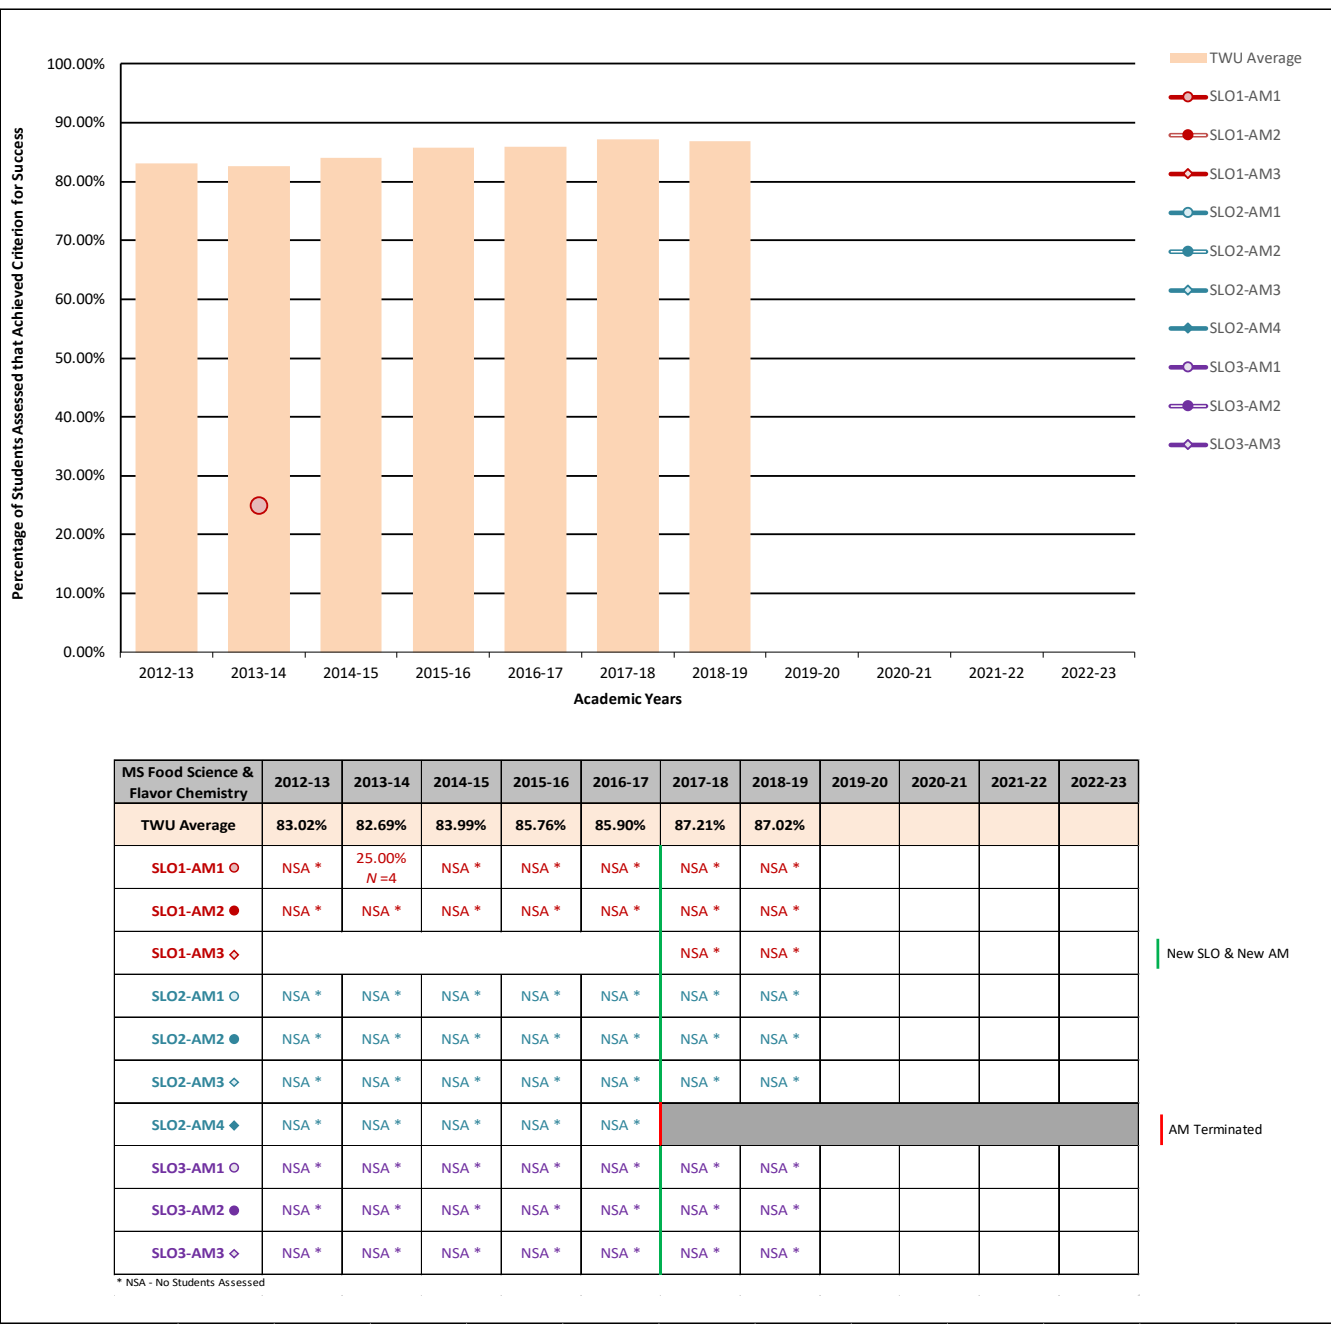 Percentage of Students Assessed that Achieved Criterion for Success
100.00%
90.00%
80.00%
70.00%
60.00%
50.00%
40.00%
30.00%
20.00%
10.00%
0.00%
2012-13 2013-14 2014-15 2015-16 2016-17 2017-18 2018-19 2019-20 2020-21 2021-22 2022-23
Academic Years
TWU Average
SLO1-AM1
SLO1-AM2
SLO1-AM3
SLO2-AM1
SLO2-AM2
SLO2-AM3
SLO2-AM4
SLO3-AM1
SLO3-AM2
SLO3-AM3
MS Food Science &
Flavor Chemistry 2012-13 2013-14 2014-15 2015-16 2016-17 2017-18 2018-19 2019-20 2020-21 2021-22 2022-23
TWU Average 83.02% 82.69% 83.99% 85.76% 85.90% 87.21% 87.02%
SLO1-AM1 NSA * 25.00% N =4 NSA * NSA * NSA * NSA * NSA *
SLO1-AM2 NSA * NSA * NSA * NSA * NSA * NSA * NSA *
SLO1-AM3 NSA * NSA *
SLO2-AM1 NSA * NSA * NSA * NSA * NSA * NSA * NSA *
SLO2-AM2 NSA * NSA * NSA * NSA * NSA * NSA * NSA *
SLO2-AM3 NSA * NSA * NSA * NSA * NSA * NSA * NSA *
SLO2-AM4 NSA * NSA * NSA * NSA * NSA *
SLO3-AM1 NSA * NSA * NSA * NSA * NSA * NSA * NSA *
SLO3-AM2 NSA * NSA * NSA * NSA * NSA * NSA * NSA *
SLO3-AM3 NSA * NSA * NSA * NSA * NSA * NSA * NSA *
* NSA - No Students Assessed
New SLO & New AM
AM Terminated